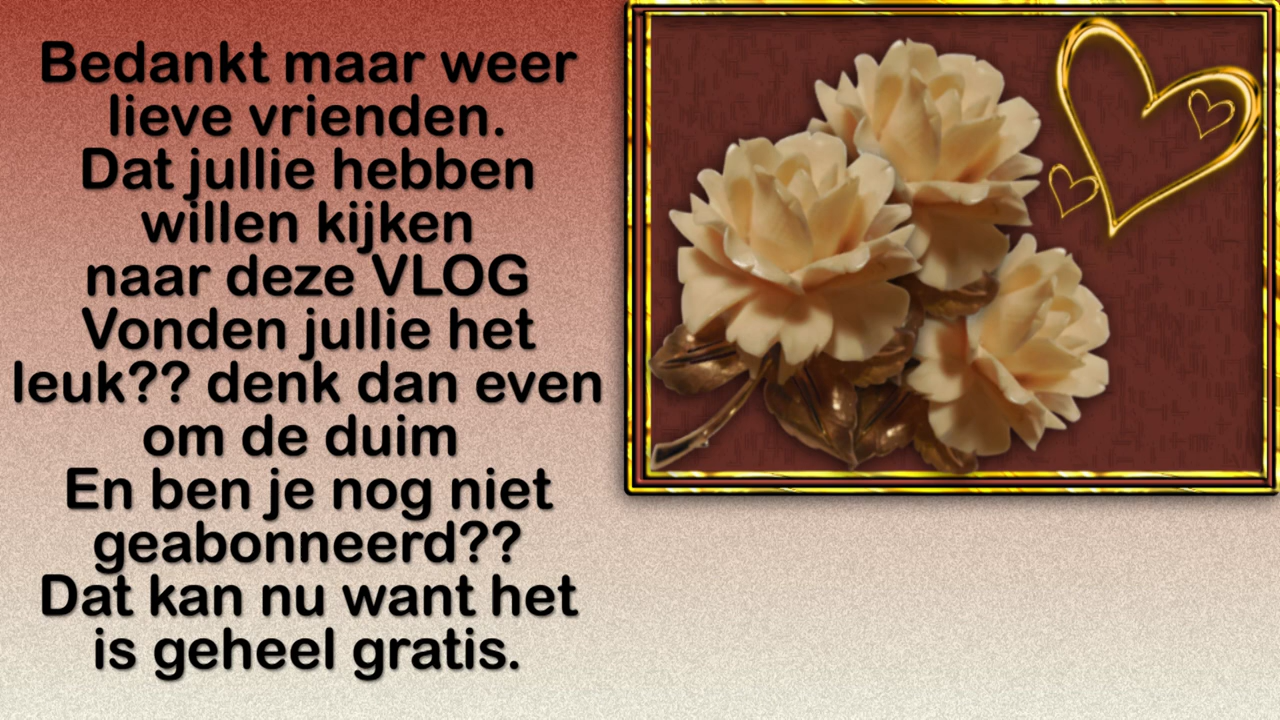 Bedankt maar weer
lieve vrienden.
Dat jullie hebben
willen kijken
naar deze VLOG
Vonden jullie het
leuk?? denk dan even
om de duim
En ben je nog niet
geabonneerd??
Dat kan nu want het
is geheel gratis.